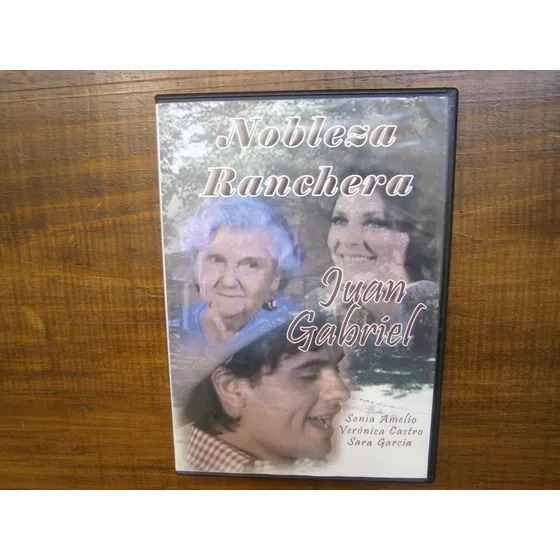 Nobleza
Ranchera
Juan
Gabriel
Sonia Amelio
Verónica Castro
Sara García